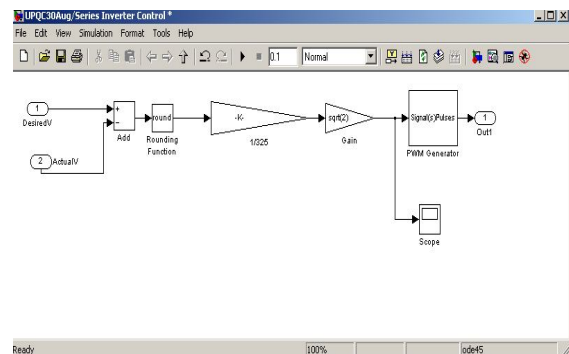 UPQC30Aug/Series Inverter Control *
File Edit View Simulation Format Tools Help
0.1 Normal
1
DesiredV
2
ActualV
+
−
Add
round
Rounding
Function
-K-
1/325
sqrt(2)
Gain
Signal(s)Pulses
PWM Generator
1
Out1
Scope
Ready 100% ode45